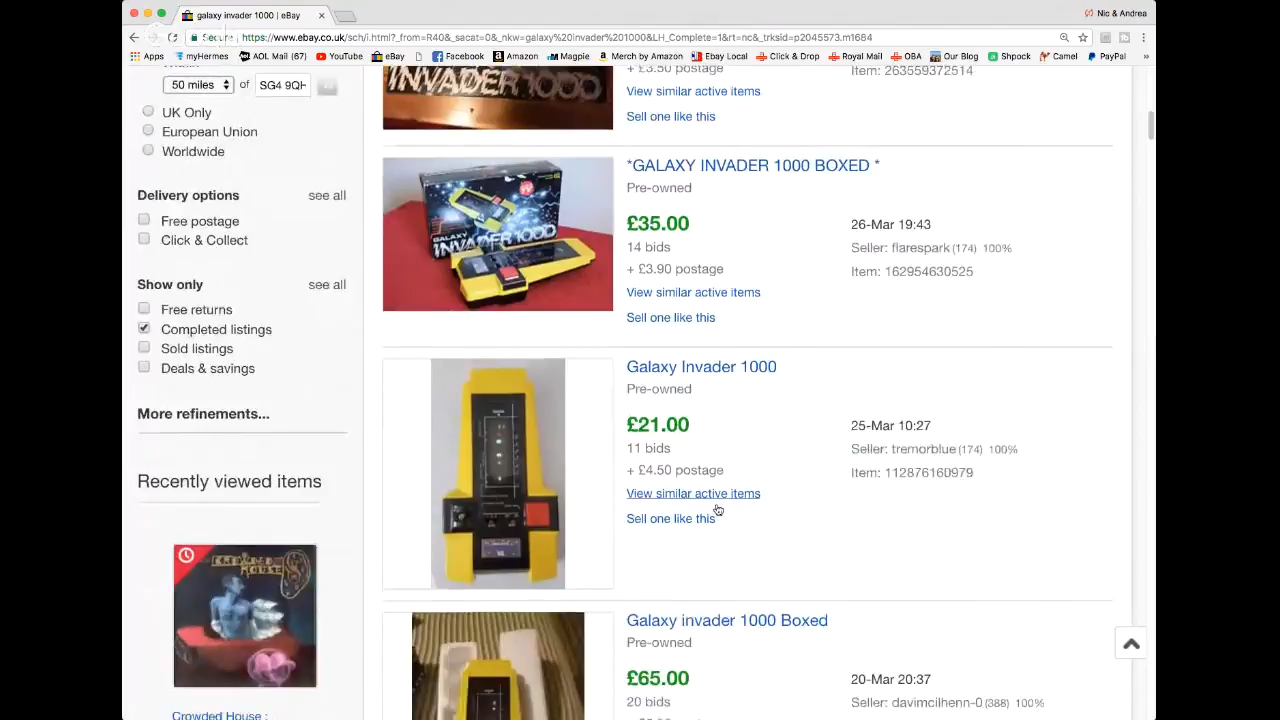 galaxy invader 1000 | eBay
Nic & Andrea
Secure https://www.ebay.co.uk/sch/i.html?_from=R40&_sacat=0&_nkw=galaxy%20invader%201000&LH_Complete=1&rt=nc&_trksid=p2045573.m1684
Apps myHermes AOL Mail (67) YouTube eBay Facebook Amazon Magpie Amazon Merch by Amazon Ebay Local Click & Drop Royal Mail OBA Our Blog Shpock Camel PayPal
50 miles of SG4 9QH
UK Only
European Union
Worldwide
Delivery options see all
Free postage
Click & Collect
Show only see all
Free returns
Completed listings
Sold listings
Deals & savings
More refinements...
Recently viewed items
CROWDED HOUSE
Crowded House :
INVADER 1000
+ £3.50 postage
Item: 263559372514
View similar active items
Sell one like this
GALAXY
INVADER 1000
*GALAXY INVADER 1000 BOXED *
Pre-owned
£35.00
14 bids
+ £3.90 postage
View similar active items
Sell one like this
26-Mar 19:43
Seller: flarespark (174) 100%
Item: 162954630525
Galaxy Invader 1000
Pre-owned
£21.00
11 bids
+ £4.50 postage
View similar active items
Sell one like this
25-Mar 10:27
Seller: tremorblue (174) 100%
Item: 112876160979
Galaxy invader 1000 Boxed
Pre-owned
£65.00
20 bids
20-Mar 20:37
Seller: davimcilhenn-0 (388) 100%